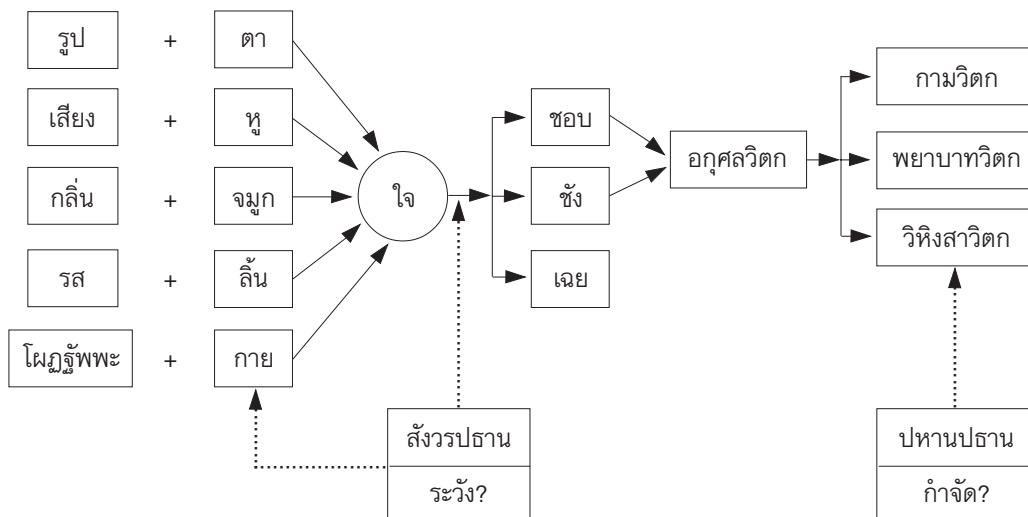 รูป + ตา
เสียง + หู
กลิ่น + จมูก
รส + ลิ้น
โผฏฐัพพะ + กาย
ใจ
ชอบ
ชัง
เฉย
อกุศลวิตก
กามวิตก
พยาบาทวิตก
วิหิงสาวิตก
สังวรปธาน
ระวัง?
ปหานปธาน
กำจัด?